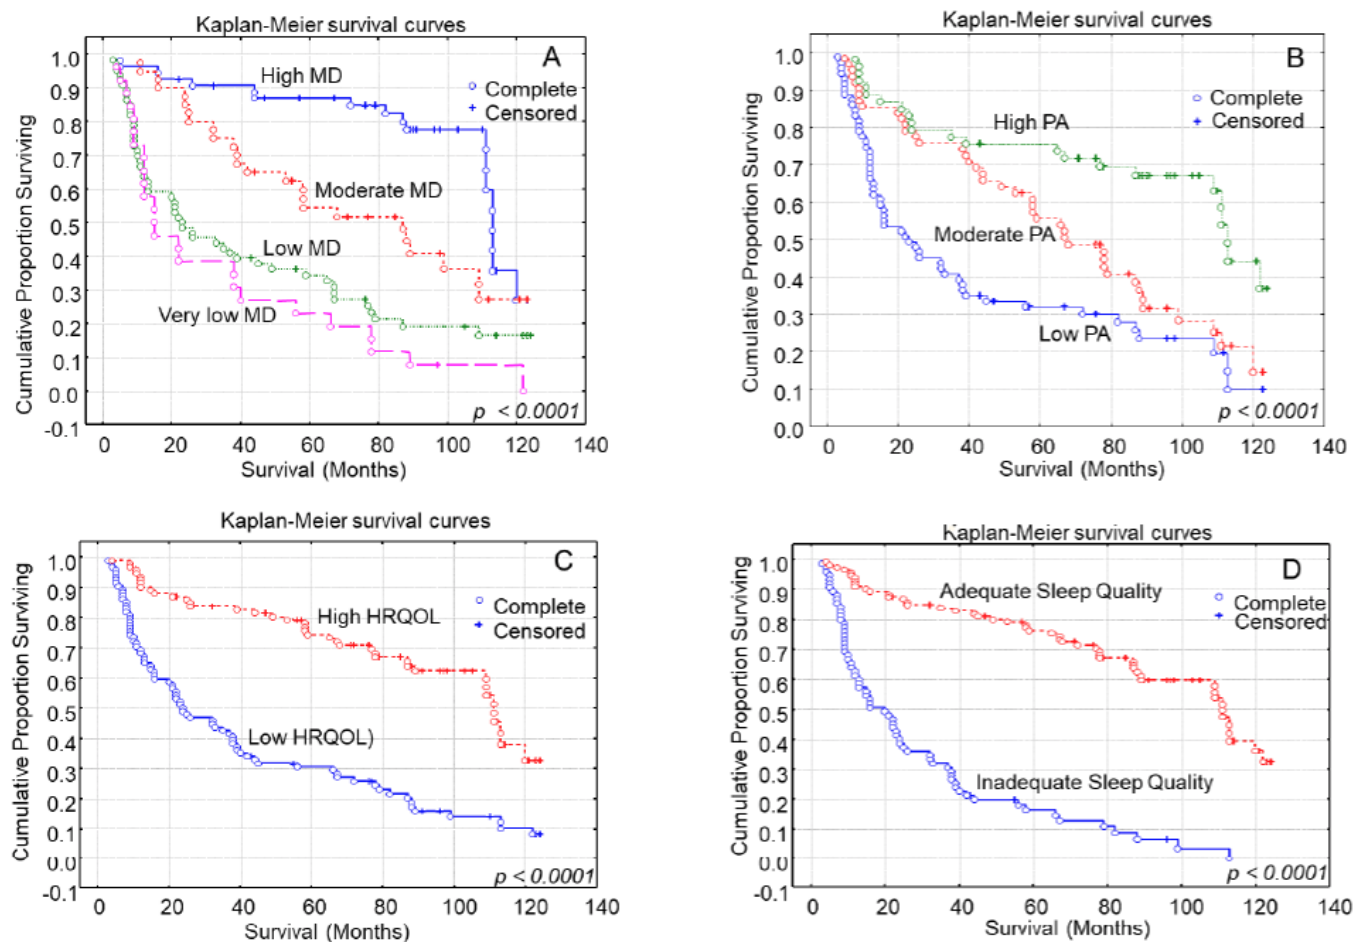 Kaplan-Meier survival curves
A
High MD
Complete
Censored
Moderate MD
Low MD
Very low MD
p < 0.0001
Cumulative Proportion Surviving
1.0
0.9
0.8
0.7
0.6
0.5
0.4
0.3
0.2
0.1
0.0
-0.1
0 20 40 60 80 100 120 140
Survival (Months)
Kaplan-Meier survival curves
B
Complete
Censored
High PA
Moderate PA
Low PA
p < 0.0001
Cumulative Proportion Surviving
1.0
0.9
0.8
0.7
0.6
0.5
0.4
0.3
0.2
0.1
0.0
0 20 40 60 80 100 120 140
Survival (Months)
Kaplan-Meier survival curves
C
Complete
Censored
High HRQOL
Low HRQOL)
p < 0.0001
Cumulative Proportion Surviving
1.0
0.9
0.8
0.7
0.6
0.5
0.4
0.3
0.2
0.1
0.0
-0.1
0 20 40 60 80 100 120 140
Survival (Months)
Kaplan-Meier survival curves
D
Adequate Sleep Quality
Complete
Censored
Inadequate Sleep Quality
p < 0.0001
Cumulative Proportion Surviving
1.0
0.9
0.8
0.7
0.6
0.5
0.4
0.3
0.2
0.1
0.0
-0.1
0 20 40 60 80 100 120 140
Survival (Months)